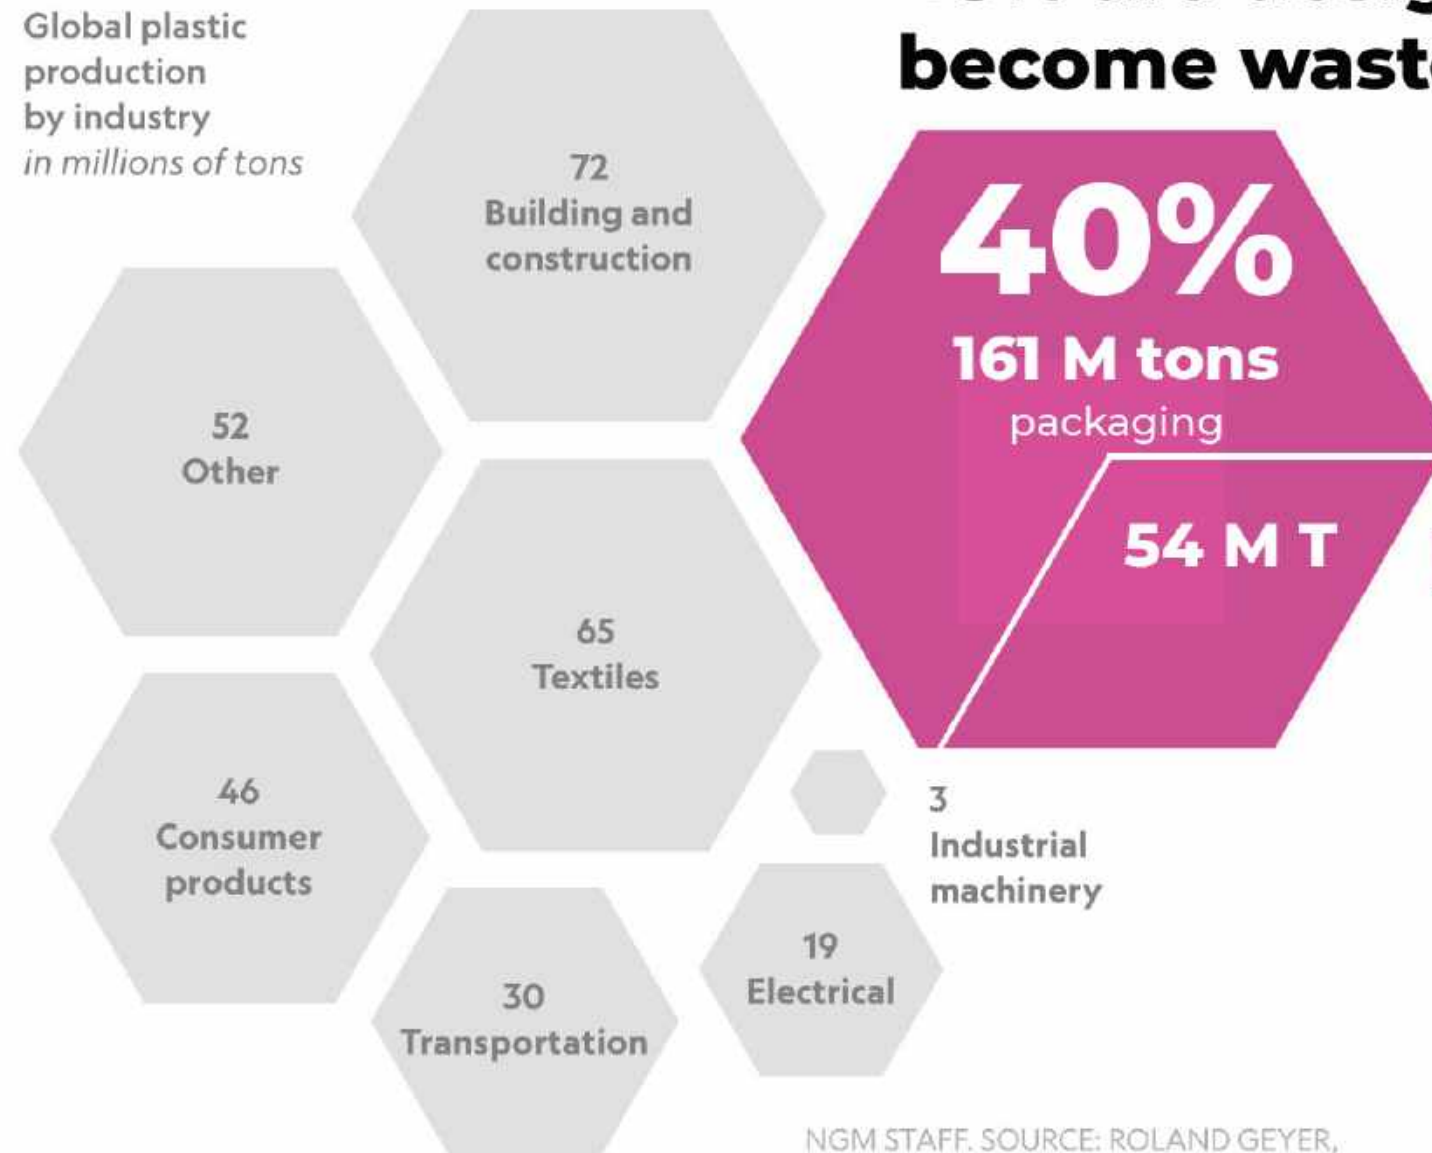 Global plastic
production
by industry
in millions of tons
become
72
Building and
construction
40%
161 M tons
packaging
54 M T
52
Other
65
Textiles
46
Consumer
products
3
Industrial
machinery
19
Electrical
30
Transportation
NGM STAFF. SOURCE: ROLAND GEYER,